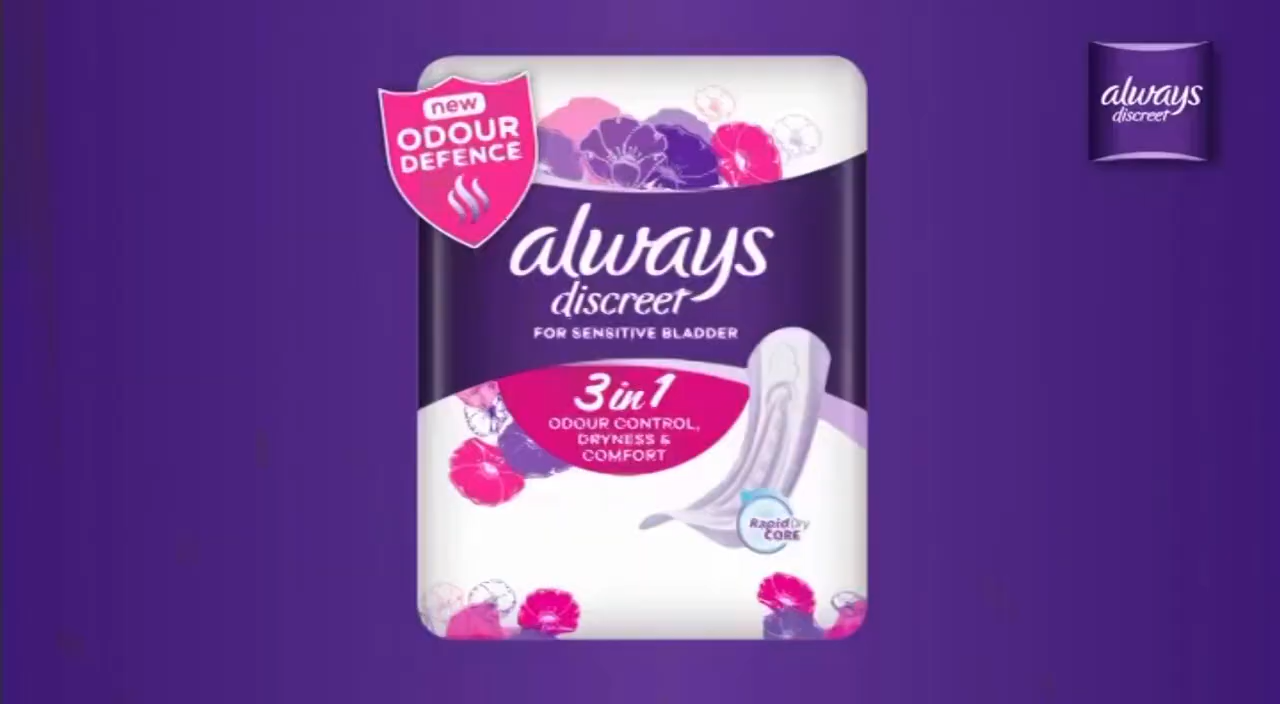 new
ODOUR
DEFENCE
always
discreet
FOR SENSITIVE BLADDER
3 in 1
ODOUR CONTROL,
DRYNESS &
COMFORT
RapidDry
CORE
always
discreet